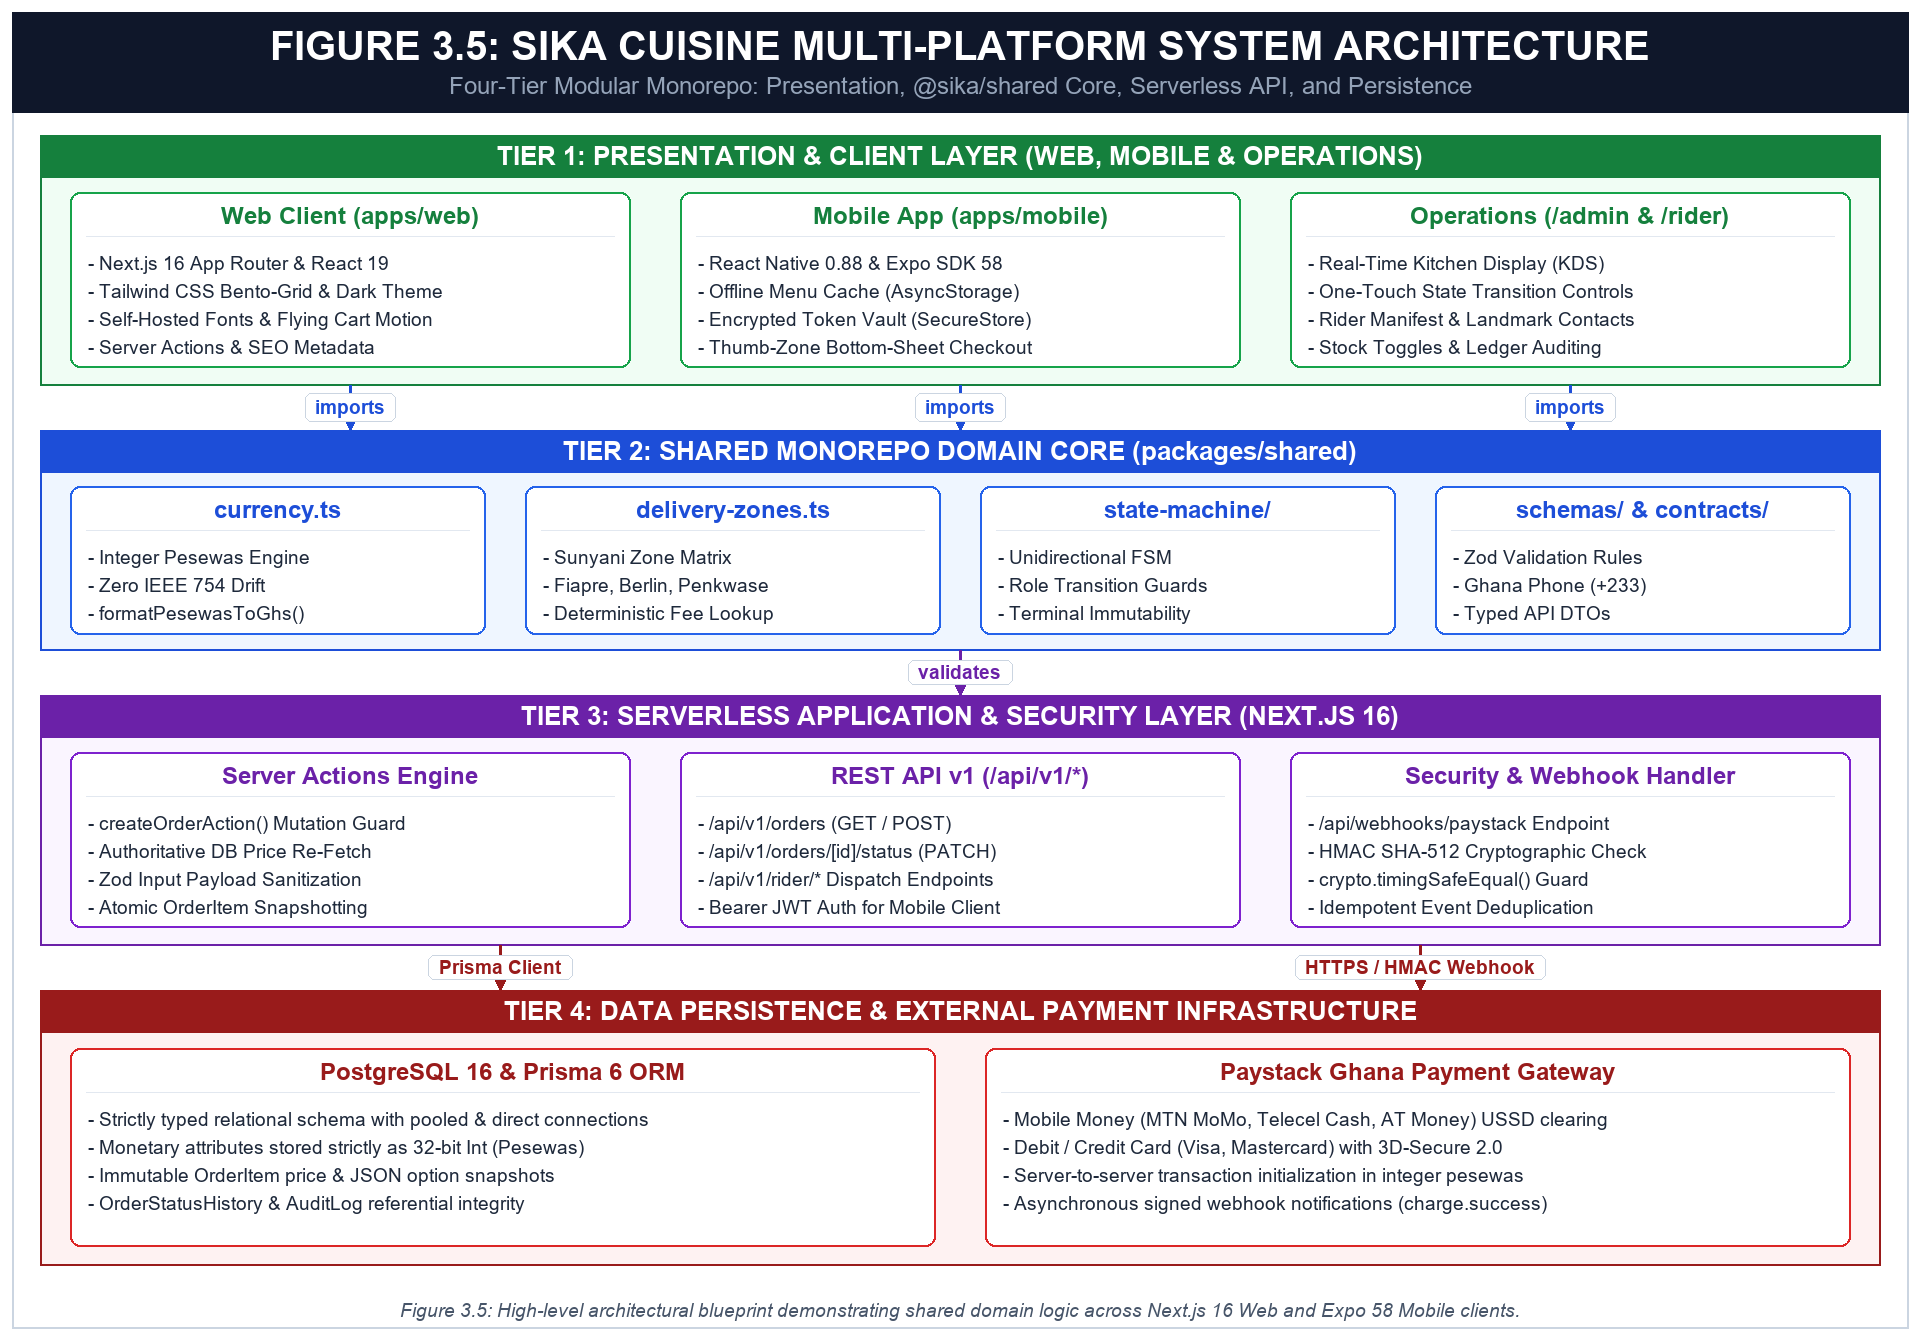 FIGURE 3.5: SIKA CUISINE MULTI-PLATFORM SYSTEM ARCHITECTURE
Four-Tier Modular Monorepo: Presentation, @sika/shared Core, Serverless API, and Persistence
TIER 1: PRESENTATION & CLIENT LAYER (WEB, MOBILE & OPERATIONS)
Web Client (apps/web)
- Next.js 16 App Router & React 19
- Tailwind CSS Bento-Grid & Dark Theme
- Self-Hosted Fonts & Flying Cart Motion
- Server Actions & SEO Metadata
Mobile App (apps/mobile)
- React Native 0.88 & Expo SDK 58
- Offline Menu Cache (AsyncStorage)
- Encrypted Token Vault (SecureStore)
- Thumb-Zone Bottom-Sheet Checkout
Operations (/admin & /rider)
- Real-Time Kitchen Display (KDS)
- One-Touch State Transition Controls
- Rider Manifest & Landmark Contacts
- Stock Toggles & Ledger Auditing
imports
imports
imports
TIER 2: SHARED MONOREPO DOMAIN CORE (packages/shared)
currency.ts
- Integer Pesewas Engine
- Zero IEEE 754 Drift
- formatPesewasToGhs()
delivery-zones.ts
- Sunyani Zone Matrix
- Fiapre, Berlin, Penkwase
- Deterministic Fee Lookup
state-machine/
- Unidirectional FSM
- Role Transition Guards
- Terminal Immutability
schemas/ & contracts/
- Zod Validation Rules
- Ghana Phone (+233)
- Typed API DTOs
validates
TIER 3: SERVERLESS APPLICATION & SECURITY LAYER (NEXT.JS 16)
Server Actions Engine
- createOrderAction() Mutation Guard
- Authoritative DB Price Re-Fetch
- Zod Input Payload Sanitization
- Atomic OrderItem Snapshotting
REST API v1 (/api/v1/*)
- /api/v1/orders (GET / POST)
- /api/v1/orders/[id]/status (PATCH)
- /api/v1/rider/* Dispatch Endpoints
- Bearer JWT Auth for Mobile Client
Security & Webhook Handler
- /api/webhooks/paystack Endpoint
- HMAC SHA-512 Cryptographic Check
- crypto.timingSafeEqual() Guard
- Idempotent Event Deduplication
Prisma Client
HTTPS / HMAC Webhook
TIER 4: DATA PERSISTENCE & EXTERNAL PAYMENT INFRASTRUCTURE
PostgreSQL 16 & Prisma 6 ORM
- Strictly typed relational schema with pooled & direct connections
- Monetary attributes stored strictly as 32-bit Int (Pesewas)
- Immutable OrderItem price & JSON option snapshots
- OrderStatusHistory & AuditLog referential integrity
Paystack Ghana Payment Gateway
- Mobile Money (MTN MoMo, Telecel Cash, AT Money) USSD clearing
- Debit / Credit Card (Visa, Mastercard) with 3D-Secure 2.0
- Server-to-server transaction initialization in integer pesewas
- Asynchronous signed webhook notifications (charge.success)
Figure 3.5: High-level architectural blueprint demonstrating shared domain logic across Next.js 16 Web and Expo 58 Mobile clients.